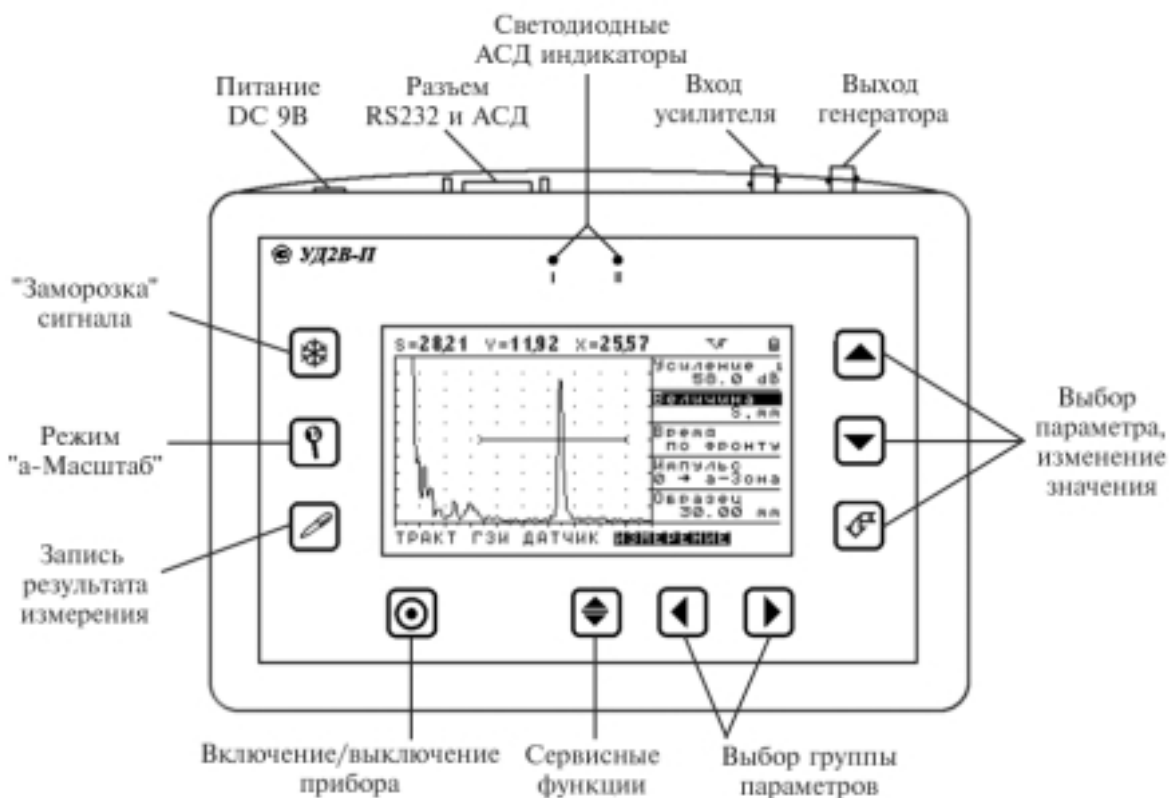 Светодиодные
АСД индикаторы
Питание
DC 9В
Разъем
RS232 и АСД
Вход
усилителя
Выход
генератора
УД2В-П
I II
"Заморозка"
сигнала
Режим
"а-Масштаб"
Запись
результата
измерения
S=28,21 Y=11,92 X=25,57
Усиление
58.0 dB
Величина
S,mm
Время
по фронту
Импульс
0 → а-Зона
Образец
30.00 mm
ТРАКТ ГЗИ ДАТЧИК ИЗМЕРЕНИЕ
Выбор
параметра,
изменение
значения
Включение/выключение
прибора
Сервисные
функции
Выбор группы
параметров